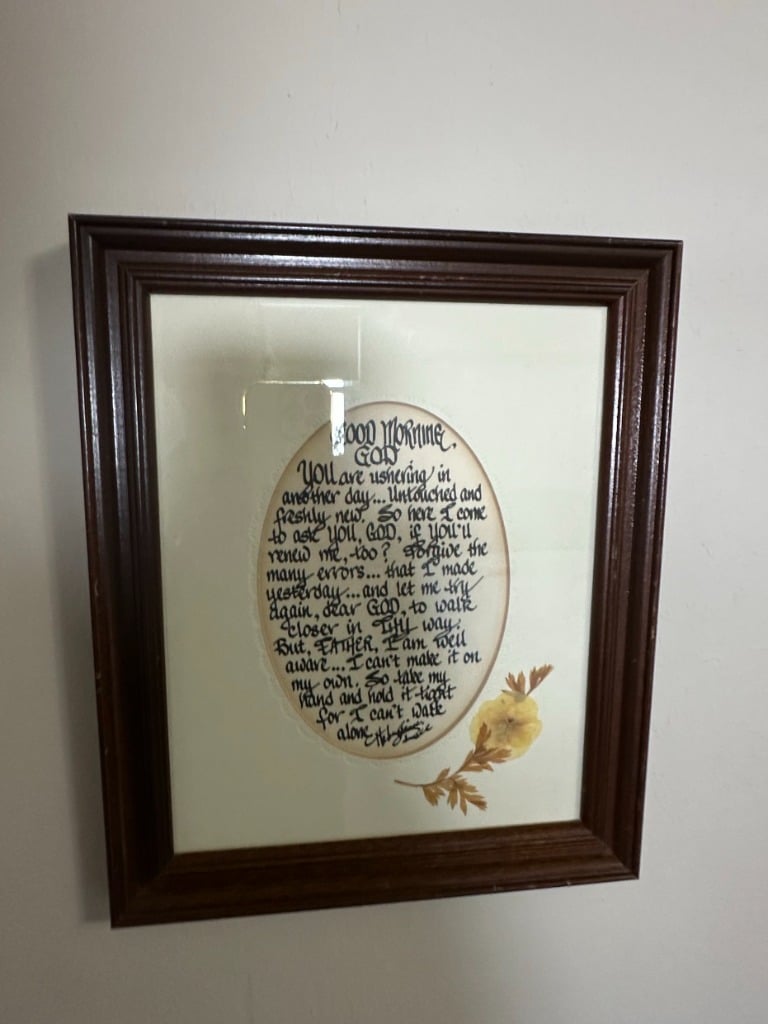 GOOD MORNING,
GOD
YOU are ushering in
another day... Untouched and
freshly new. So here I come
to ask YOU, GOD, if YOU'll
renew me, too? Forgive the
many errors... that I made
yesterday... and let me try
again, dear GOD, to walk
closer in THY way.
But, FATHER, I am well
aware... I can't make it on
my own. So take my
hand and hold it tight
for I can't walk
alone